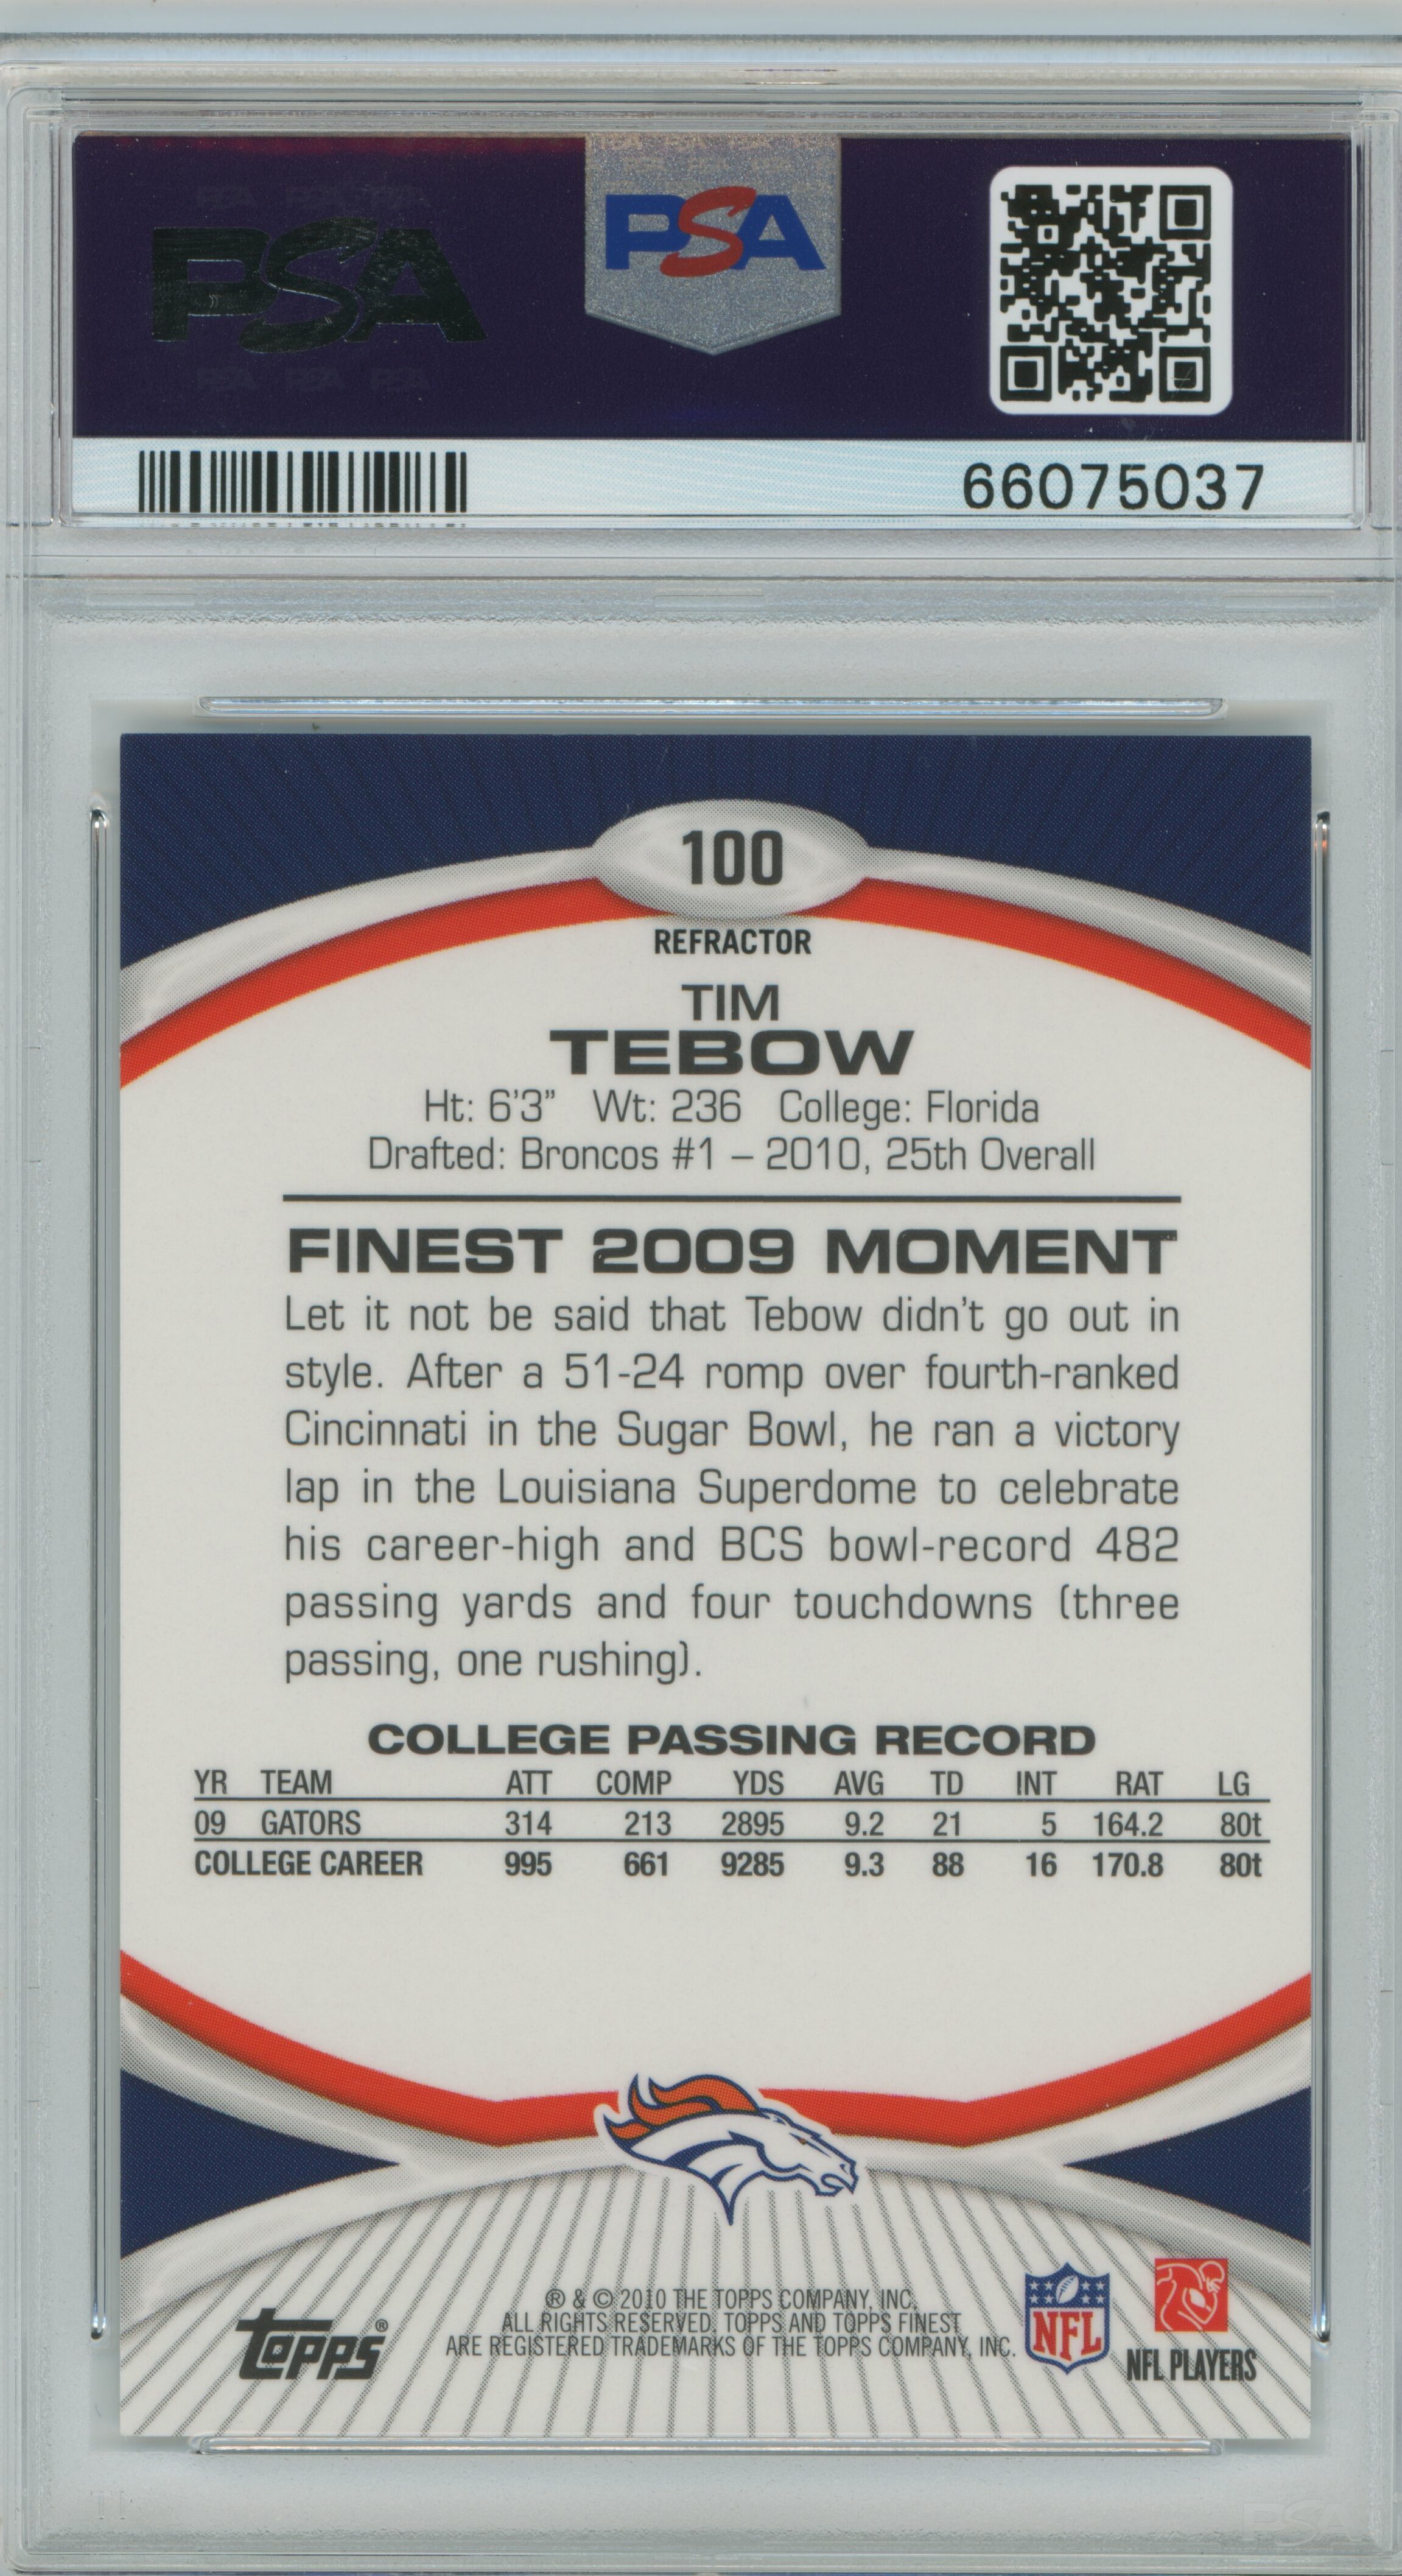 PSA
PSA
66075037
100
REFRACTOR
TIM
TEBOW
Ht: 6'3" Wt: 236 College: Florida
Drafted: Broncos #1 – 2010, 25th Overall
FINEST 2009 MOMENT
Let it not be said that Tebow didn't go out in
style. After a 51-24 romp over fourth-ranked
Cincinnati in the Sugar Bowl, he ran a victory
lap in the Louisiana Superdome to celebrate
his career-high and BCS bowl-record 482
passing yards and four touchdowns (three
passing, one rushing).
COLLEGE PASSING RECORD
YR TEAM ATT COMP YDS AVG TD INT RAT LG
09 GATORS 314 213 2895 9.2 21 5 164.2 80t
COLLEGE CAREER 995 661 9285 9.3 88 16 170.8 80t
® & © 2010 THE TOPPS COMPANY, INC.
ALL RIGHTS RESERVED. TOPPS AND TOPPS FINEST
ARE REGISTERED TRADEMARKS OF THE TOPPS COMPANY, INC.
Topps®
NFL
NFL PLAYERS
PSA